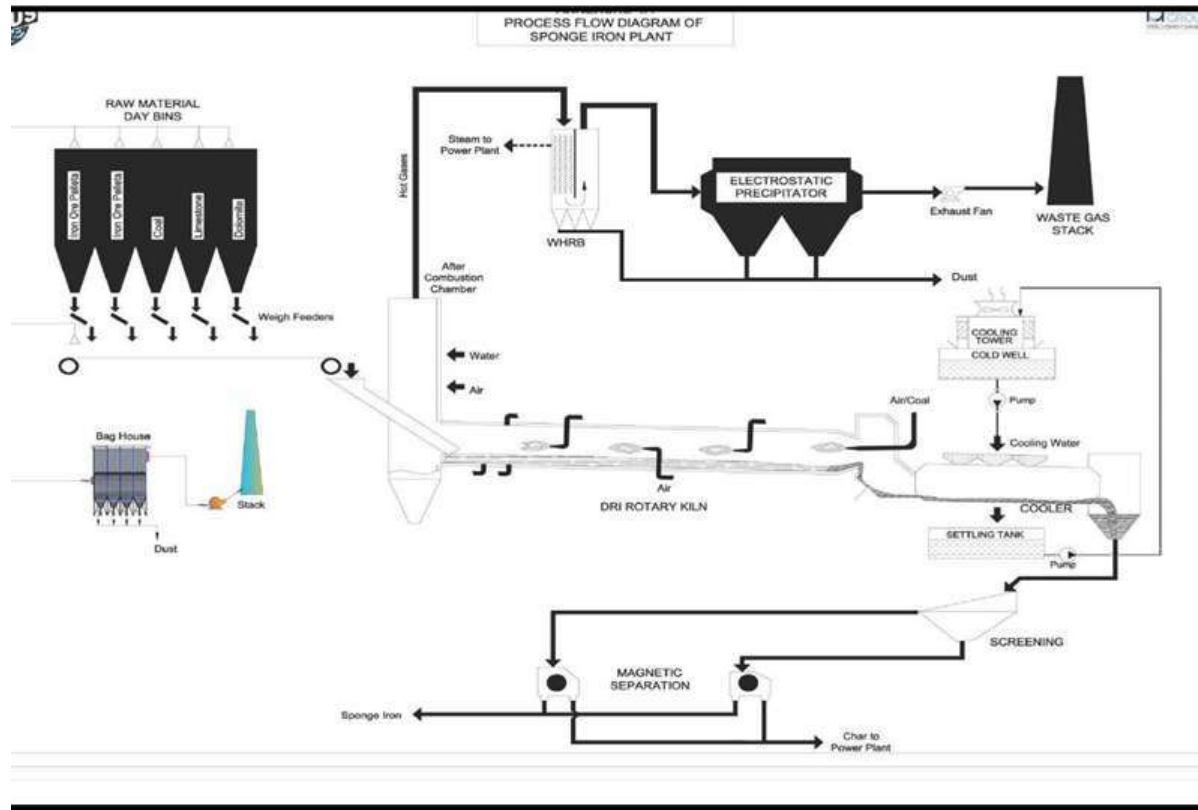 PROCESS FLOW DIAGRAM OF
SPONGE IRON PLANT
RAW MATERIAL
DAY BINS
Iron Ore Pallets
Iron Ore Pallets
Coal
Limestone
Dolomite
Weigh Feeders
Hot Gases
Steam to
Power Plant
WHRB
ELECTROSTATIC
PRECIPITATOR
Exhaust Fan
WASTE GAS
STACK
Dust
After
Combustion
Chamber
Water
Air
Air/Coal
COOLING
TOWER
COLD WELL
Pump
Cooling Water
Bag House
Stack
Dust
Air
DRI ROTARY KILN
COOLER
SETTLING TANK
Pump
SCREENING
MAGNETIC
SEPARATION
Sponge Iron
Char to
Power Plant